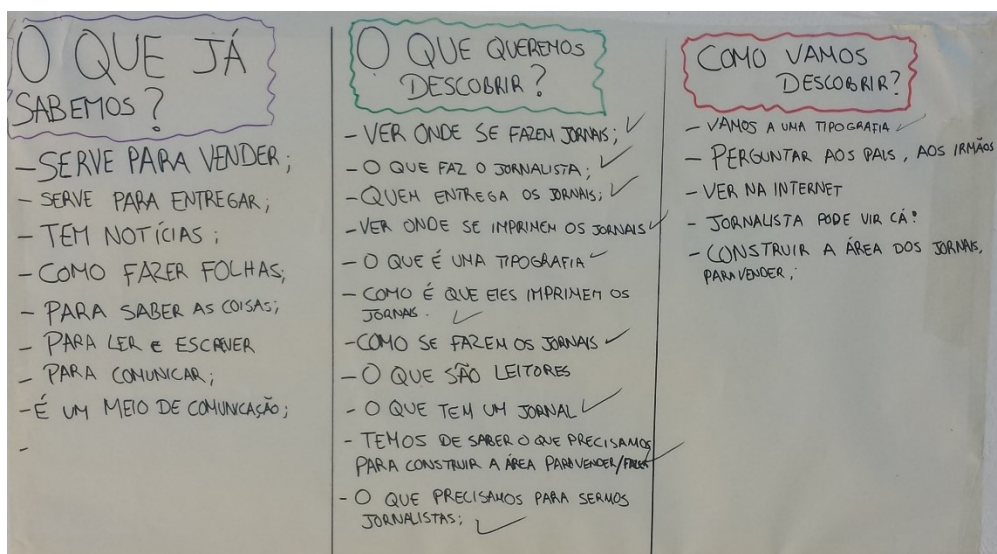 O QUE JÁ
SABEMOS?
- SERVE PARA VENDER;
- SERVE PARA ENTREGAR;
- TEM NOTÍCIAS;
- COMO FAZER FOLHAS;
- PARA SABER AS COISAS;
- PARA LER e ESCREVER
- PARA COMUNICAR;
- É UM MEIO DE COMUNICAÇÃO;
-
O QUE QUEREMOS
DESCOBRIR?
- VER ONDE SE FAZEM JORNAIS; ✓
- O QUE FAZ O JORNALISTA; ✓
- QUEM ENTREGA OS JORNAIS; ✓
- VER ONDE SE IMPRIMEM OS JORNAIS ✓
- O QUE É UMA TIPOGRAFIA ✓
- COMO É QUE ELES IMPRIMEM OS
JORNAIS. ✓
- COMO SE FAZEM OS JORNAIS ✓
- O QUE SÃO LEITORES
- O QUE TEM UM JORNAL ✓
- TEMOS DE SABER O QUE PRECISAMOS
PARA CONSTRUIR A ÁREA PARA VENDER/FAZER ✓
- O QUE PRECISAMOS PARA SERMOS
JORNALISTAS; ✓
COMO VAMOS
DESCOBRIR?
- VAMOS A UMA TIPOGRAFIA ✓
- PERGUNTAR AOS PAIS, AOS IRMÃOS
- VER NA INTERNET
- JORNALISTA PODE VIR CÁ?
- CONSTRUIR A ÁREA DOS JORNAIS,
PARA VENDER;